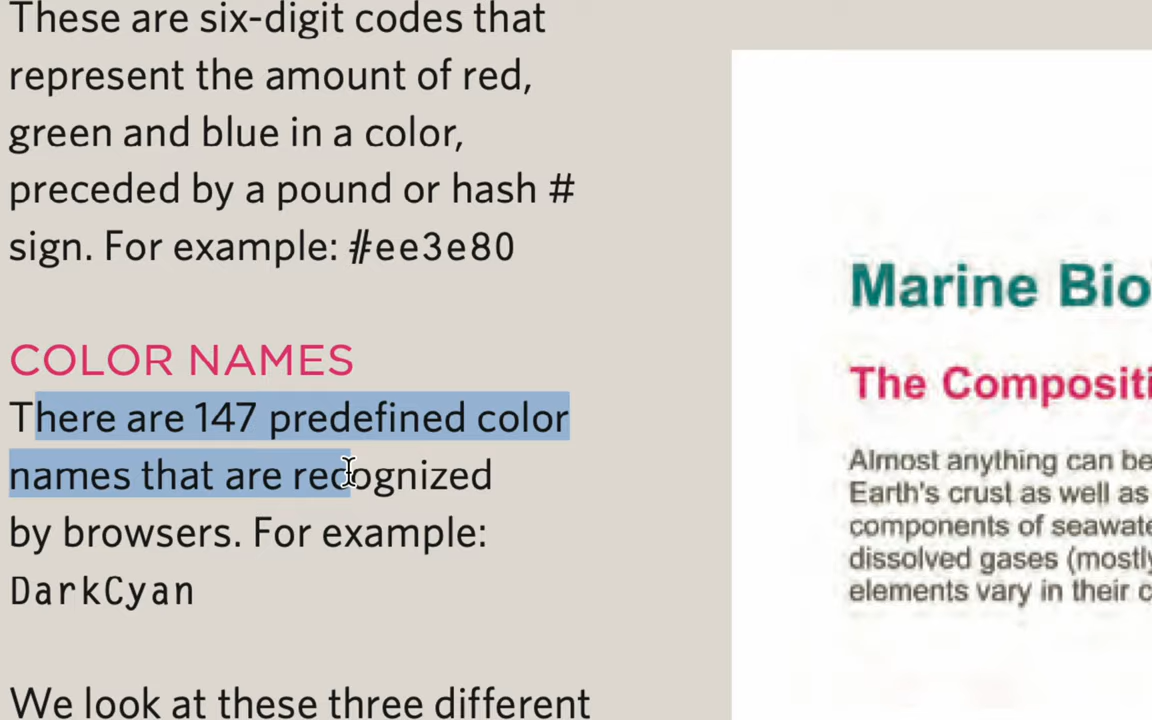 These are six-digit codes that
represent the amount of red,
green and blue in a color,
preceded by a pound or hash #
sign. For example: #ee3e80
COLOR NAMES
There are 147 predefined color
names that are recognized
by browsers. For example:
DarkCyan
We look at these three different
Marine Bio
The Compositi
Almost anything can be
Earth's crust as well as
components of seawate
dissolved gases (mostly
elements vary in their c